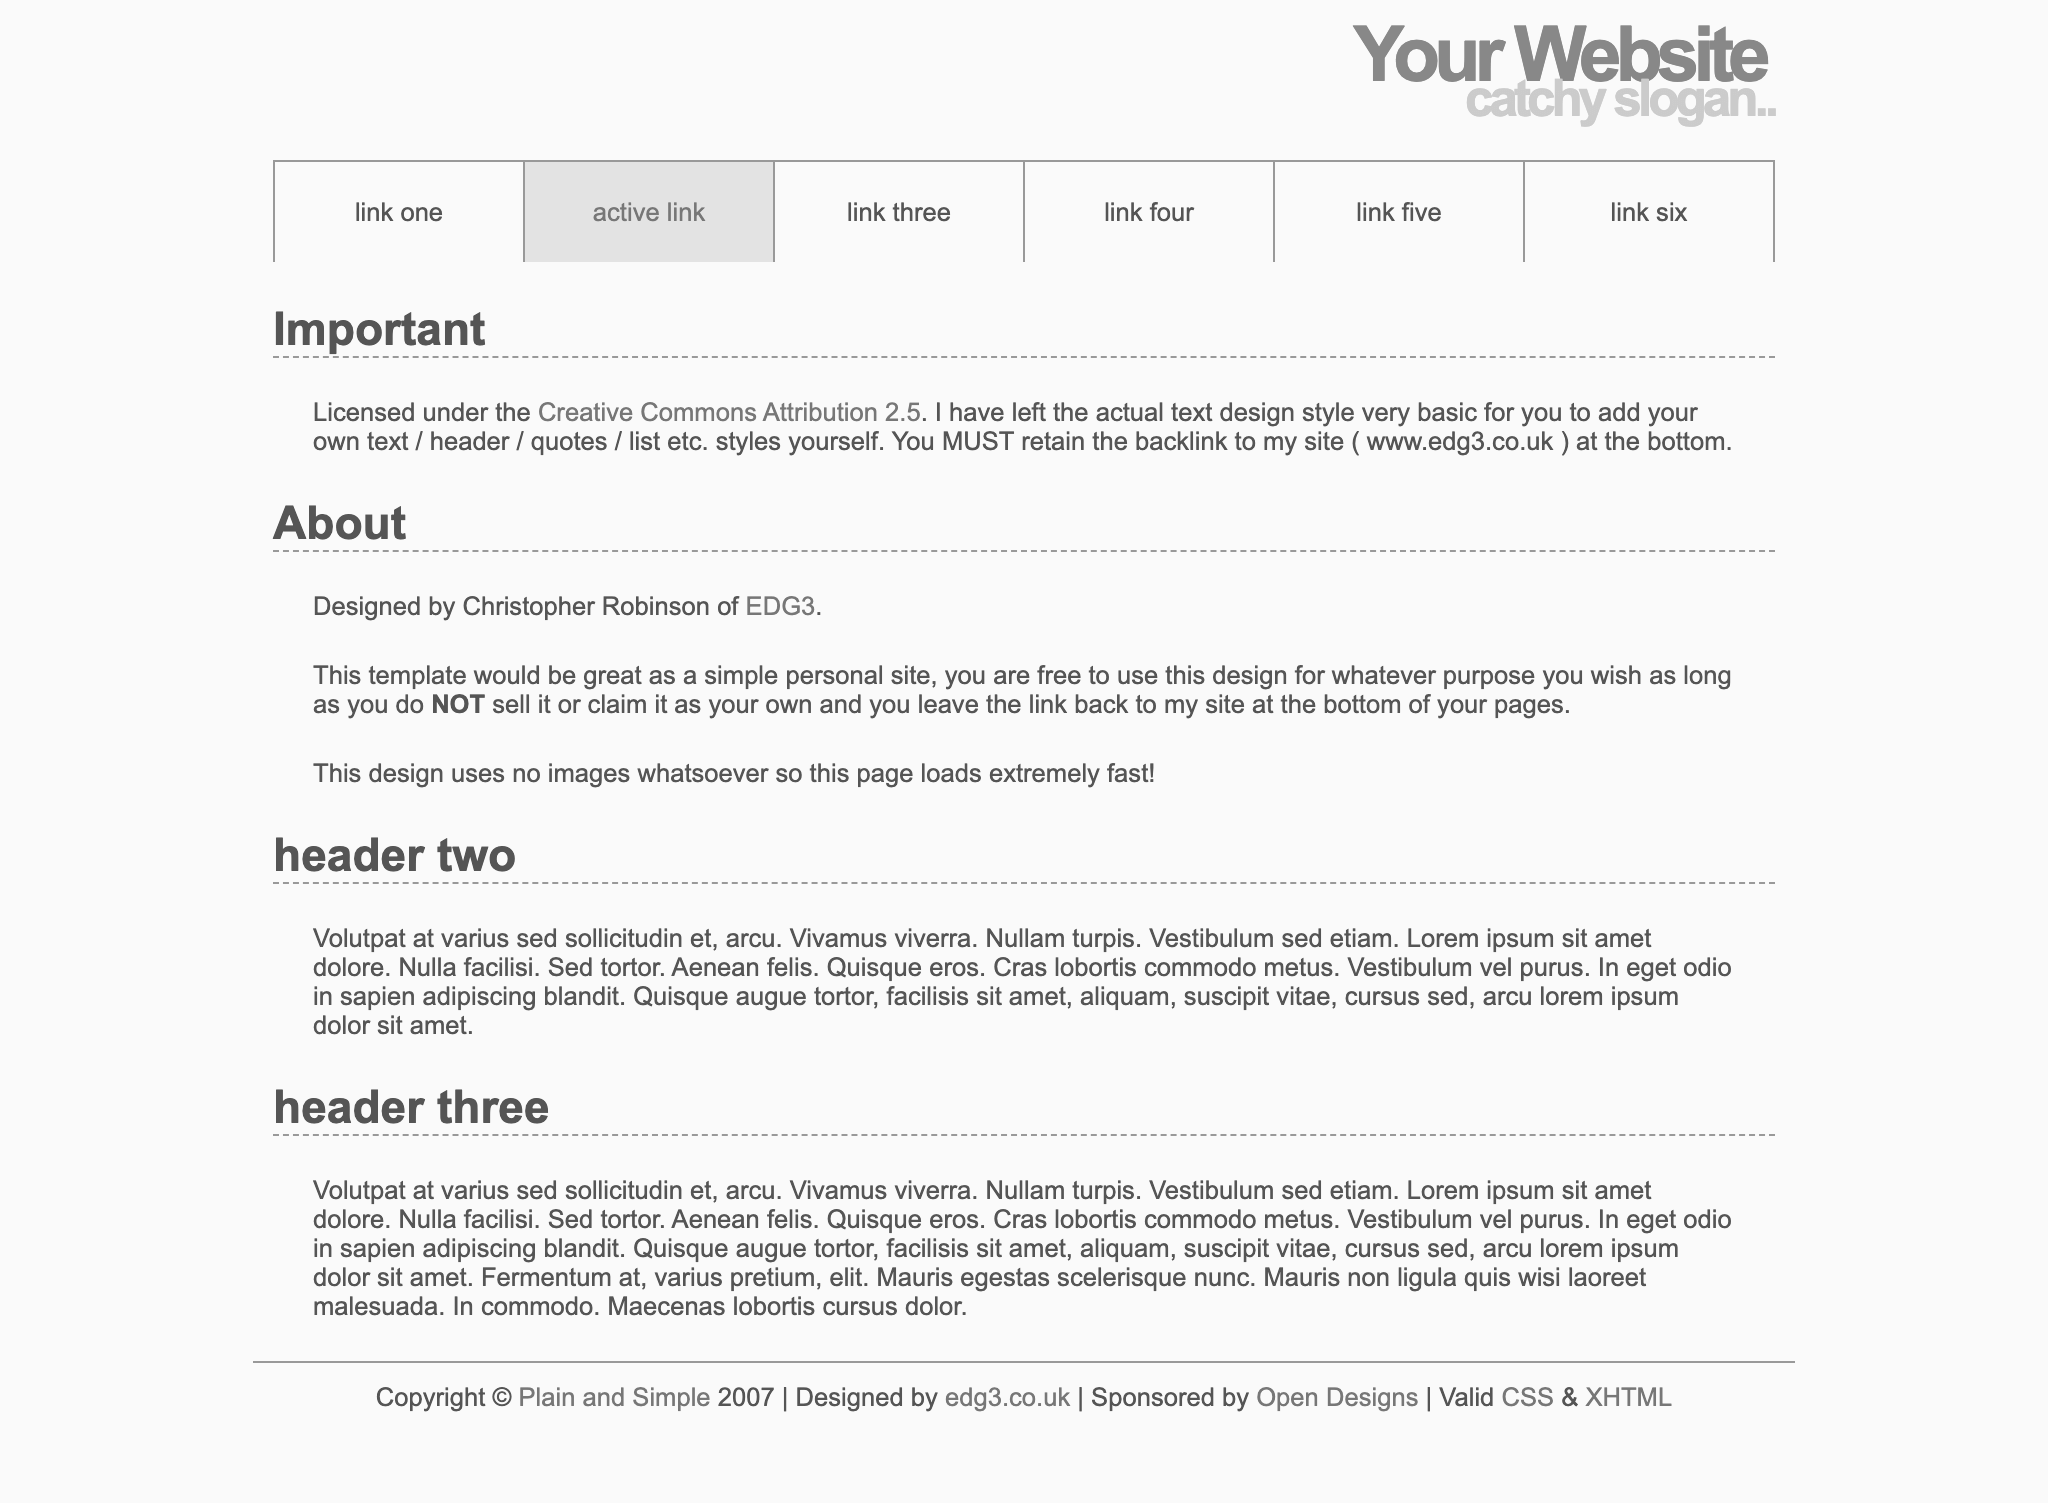 Your Website
catchy slogan..
link one
active link
link three
link four
link five
link six
Important
Licensed under the Creative Commons Attribution 2.5. I have left the actual text design style very basic for you to add your
own text / header / quotes / list etc. styles yourself. You MUST retain the backlink to my site ( www.edg3.co.uk ) at the bottom.
About
Designed by Christopher Robinson of EDG3.
This template would be great as a simple personal site, you are free to use this design for whatever purpose you wish as long
as you do NOT sell it or claim it as your own and you leave the link back to my site at the bottom of your pages.
This design uses no images whatsoever so this page loads extremely fast!
header two
Volutpat at varius sed sollicitudin et, arcu. Vivamus viverra. Nullam turpis. Vestibulum sed etiam. Lorem ipsum sit amet
dolore. Nulla facilisi. Sed tortor. Aenean felis. Quisque eros. Cras lobortis commodo metus. Vestibulum vel purus. In eget odio
in sapien adipiscing blandit. Quisque augue tortor, facilisis sit amet, aliquam, suscipit vitae, cursus sed, arcu lorem ipsum
dolor sit amet.
header three
Volutpat at varius sed sollicitudin et, arcu. Vivamus viverra. Nullam turpis. Vestibulum sed etiam. Lorem ipsum sit amet
dolore. Nulla facilisi. Sed tortor. Aenean felis. Quisque eros. Cras lobortis commodo metus. Vestibulum vel purus. In eget odio
in sapien adipiscing blandit. Quisque augue tortor, facilisis sit amet, aliquam, suscipit vitae, cursus sed, arcu lorem ipsum
dolor sit amet. Fermentum at, varius pretium, elit. Mauris egestas scelerisque nunc. Mauris non ligula quis wisi laoreet
malesuada. In commodo. Maecenas lobortis cursus dolor.
Copyright © Plain and Simple 2007 | Designed by edg3.co.uk | Sponsored by Open Designs | Valid CSS & XHTML